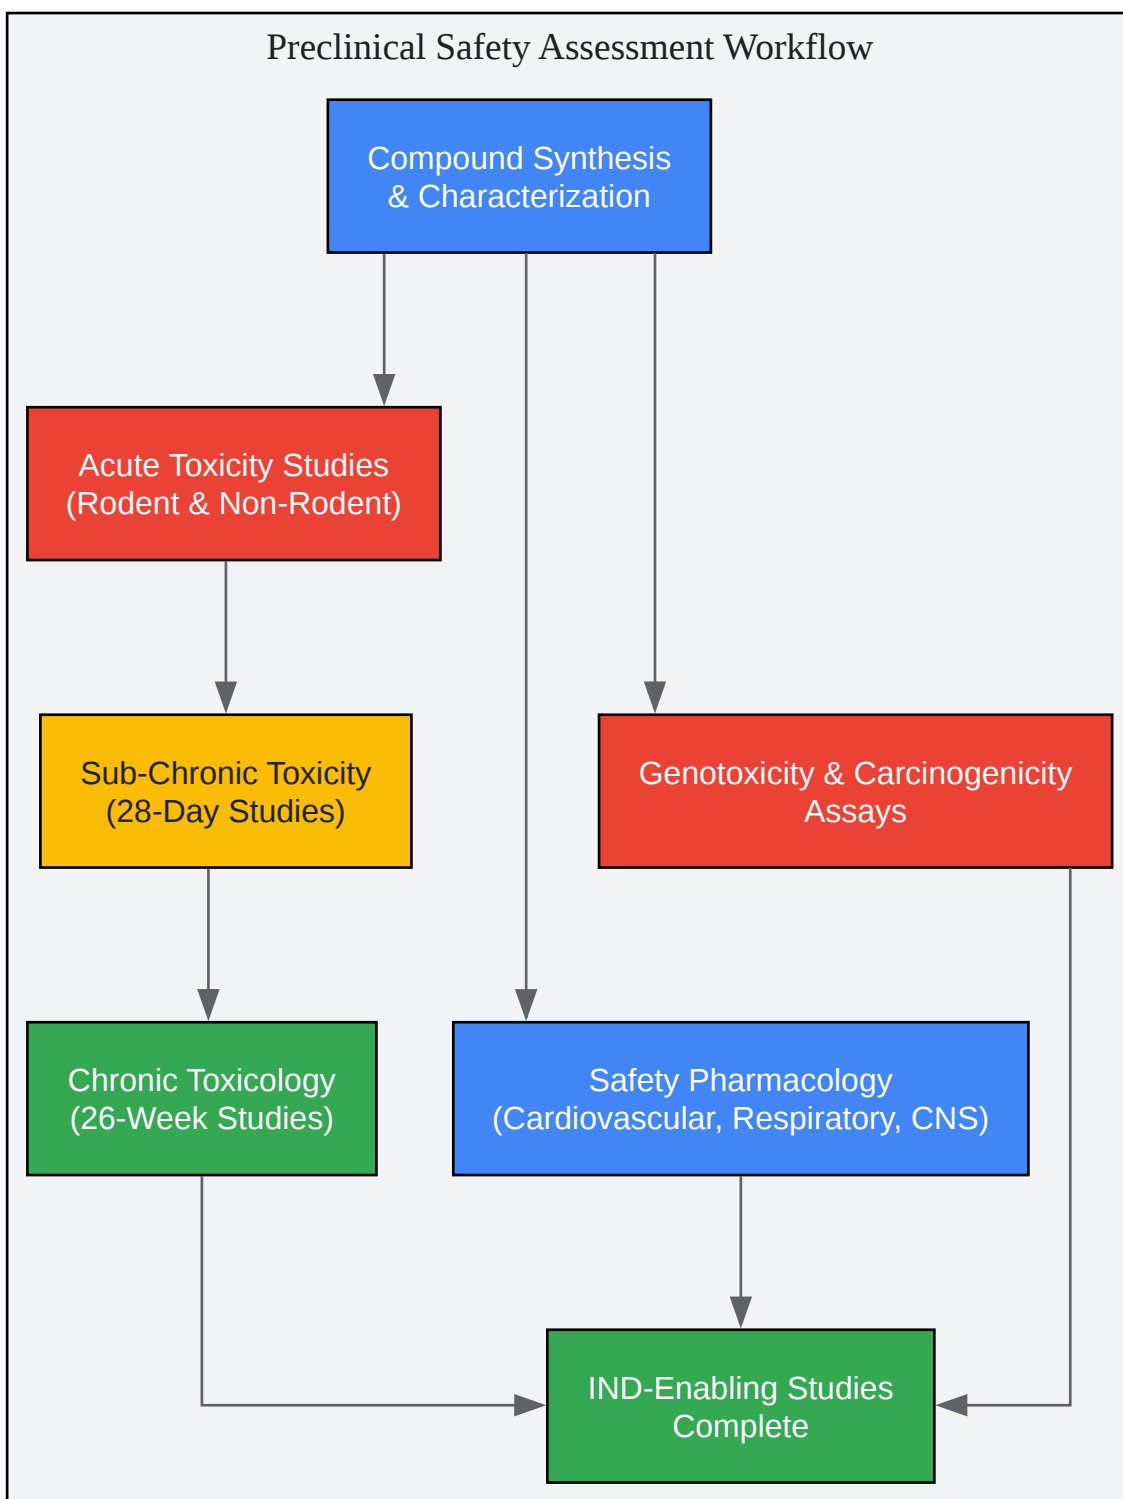 Preclinical Safety Assessment Workflow
Compound Synthesis
& Characterization
Acute Toxicity Studies
(Rodent & Non-Rodent)
Sub-Chronic Toxicity
(28-Day Studies)
Genotoxicity & Carcinogenicity
Assays
Chronic Toxicology
(26-Week Studies)
Safety Pharmacology
(Cardiovascular, Respiratory, CNS)
IND-Enabling Studies
Complete